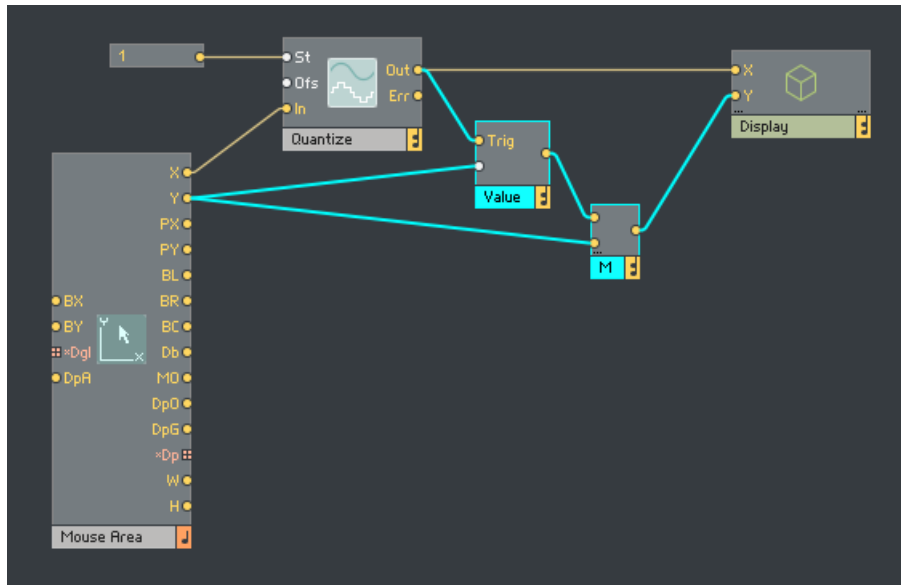 1
St
Ofs
In
Out
Err
Quantize
X
Y
Display
Trig
Value
M
X
Y
PX
PY
BL
BX
BR
BY
BC
×Dgl
Db
DpA
MO
DpO
DpG
×Dp
W
H
Y
X
Mouse Area